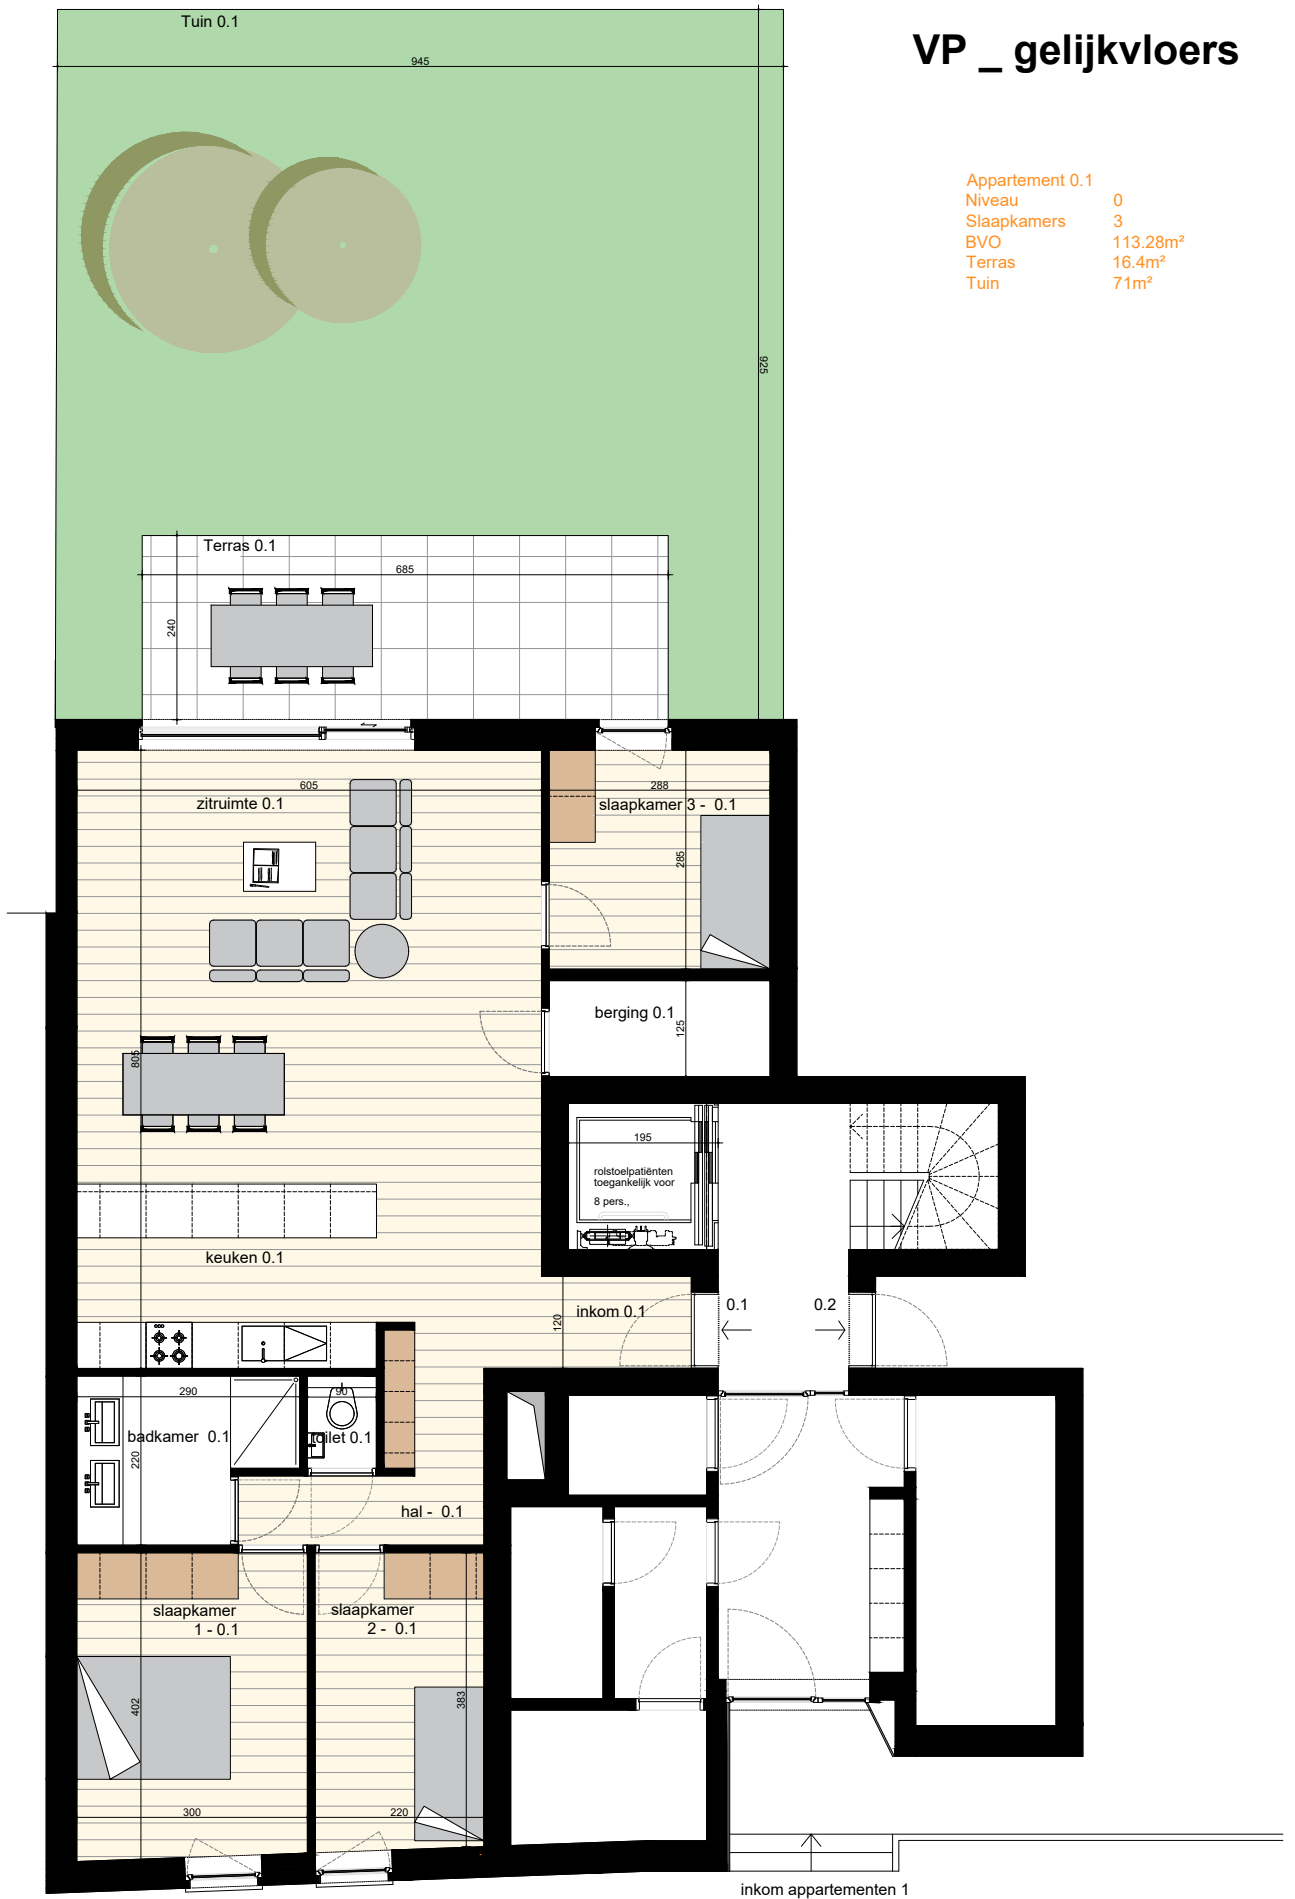 VP _ gelijkvloers
Tuin 0.1
945
Appartement 0.1
Niveau 0
Slaapkamers 3
BVO 113.28m²
Terras 16.4m²
Tuin 71m²
925
Terras 0.1
685
240
605
zitruimte 0.1
288
slaapkamer 3 - 0.1
285
berging 0.1
125
805
195
rolstoelpatiënten
toegankelijk voor
8 pers.,
keuken 0.1
inkom 0.1
120
0.1
0.2
290
90
badkamer 0.1
toilet 0.1
220
hal - 0.1
slaapkamer
1 - 0.1
slaapkamer
2 - 0.1
402
383
300
220
inkom appartementen 1